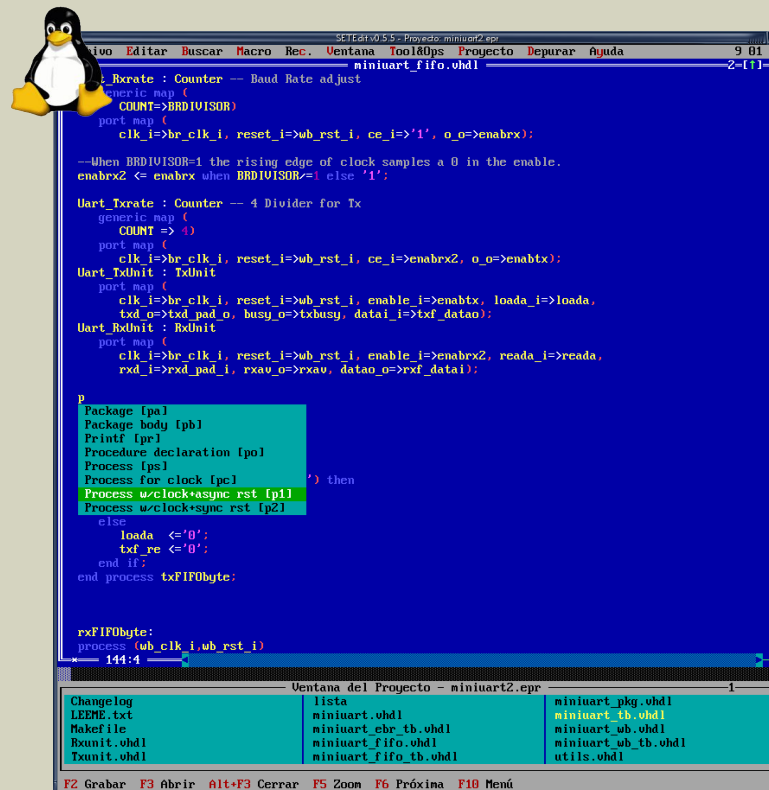 SETEdit v0.5.5 - Proyecto: miniuart2.epr
ivo Editar Buscar Macro Rec. Ventana Tool&Ops Proyecto Depurar Ayuda 9 01
miniuart_fifo.vhdl 2=[↑]=
t_Rxrate : Counter -- Baud Rate adjust
eneric map (
COUNT=>BRDIVISOR)
port map (
clk_i=>br_clk_i, reset_i=>wb_rst_i, ce_i=>'1', o_o=>enabrx);
--When BRDIVISOR=1 the rising edge of clock samples a 0 in the enable.
enabrx2 <= enabrx when BRDIVISOR/=1 else '1';
Uart_Txrate : Counter -- 4 Divider for Tx
generic map (
COUNT => 4)
port map (
clk_i=>br_clk_i, reset_i=>wb_rst_i, ce_i=>enabrx2, o_o=>enabtx);
Uart_TxUnit : TxUnit
port map (
clk_i=>br_clk_i, reset_i=>wb_rst_i, enable_i=>enabtx, loada_i=>loada,
txd_o=>txd_pad_o, busy_o=>txbusy, datai_i=>txf_datao);
Uart_RxUnit : RxUnit
port map (
clk_i=>br_clk_i, reset_i=>wb_rst_i, enable_i=>enabrx2, reada_i=>reada,
rxd_i=>rxd_pad_i, rxav_o=>rxav, datao_o=>rxf_datai);
p
Package [pa]
Package body [pb]
Printf [pr]
Procedure declaration [po]
Process [ps]
Process for clock [pc] ') then
Process w/clock+async rst [p1]
Process w/clock+sync rst [p2]
else
loada <='0';
txf_re <='0';
end if;
end process txFIFObyte;
rxFIFObyte:
process (wb_clk_i,wb_rst_i)
144:4
Ventana del Proyecto - miniuart2.epr 1
Changelog lista miniuart_pkg.vhdl
LEEME.txt miniuart.vhdl miniuart_tb.vhdl
Makefile miniuart_ebr_tb.vhdl miniuart_wb.vhdl
Rxunit.vhdl miniuart_fifo.vhdl miniuart_wb_tb.vhdl
Txunit.vhdl miniuart_fifo_tb.vhdl utils.vhdl
F2 Grabar F3 Abrir Alt+F3 Cerrar F5 Zoom F6 Próxima F10 Menú